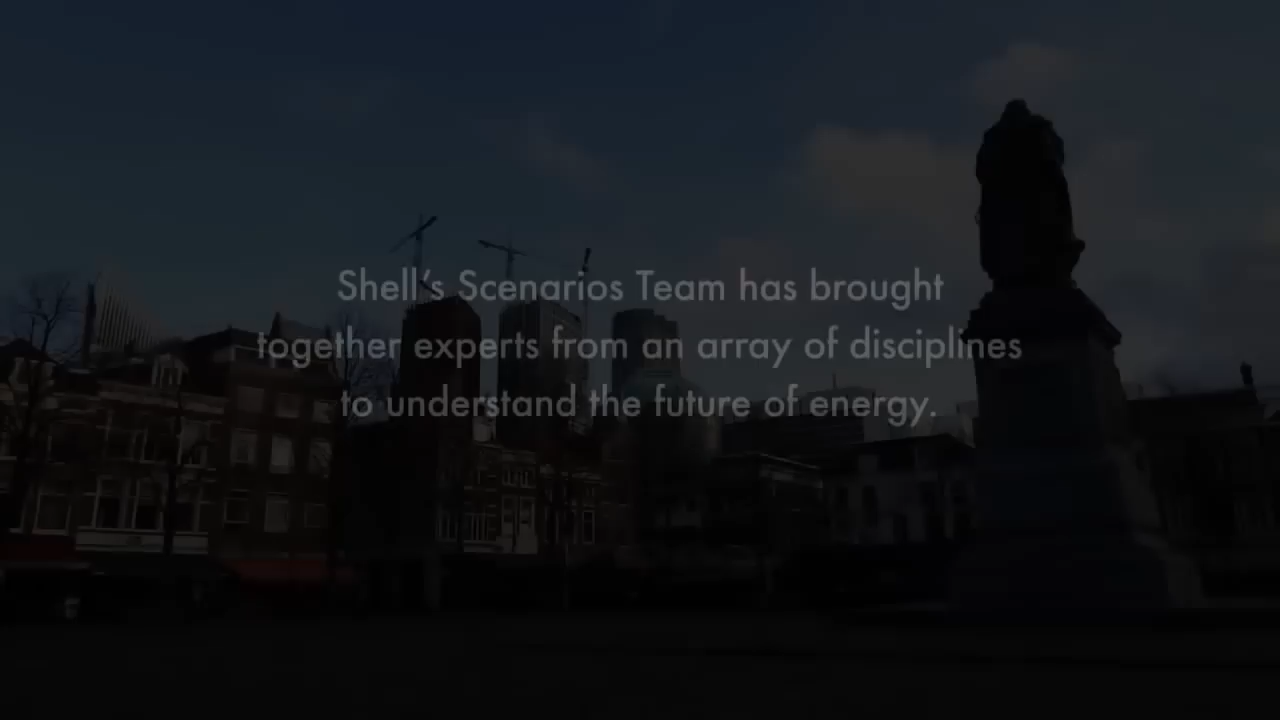 Shell's Scenarios Team has brought
together experts from an array of disciplines
to understand the future of energy.